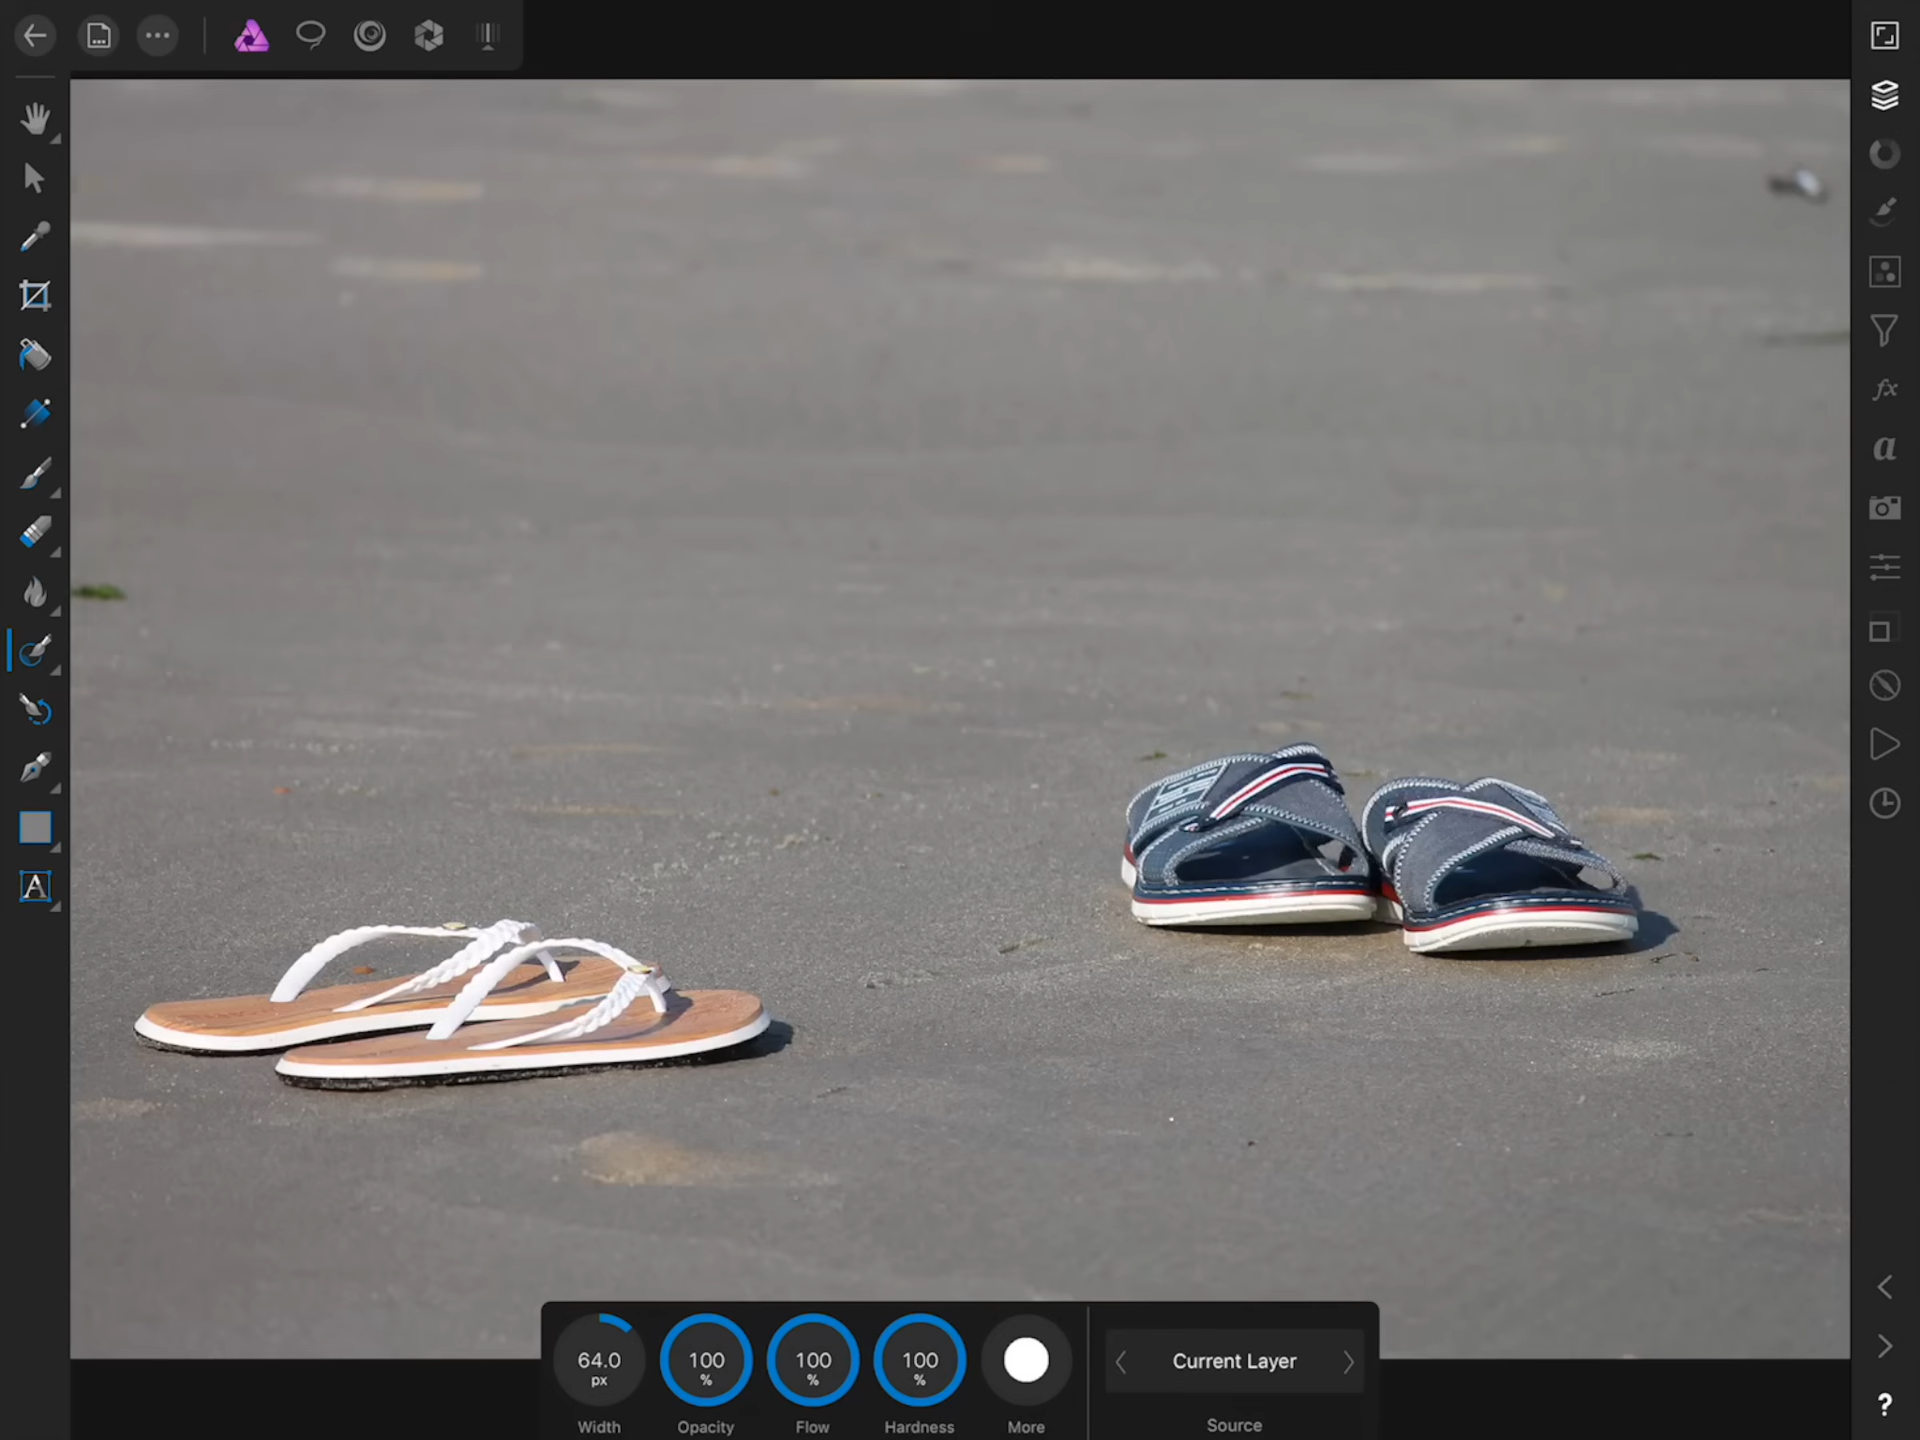 64.0
px
100
%
100
%
100
%
Width
Opacity
Flow
Hardness
More
Current Layer
Source
fx
a
A
?